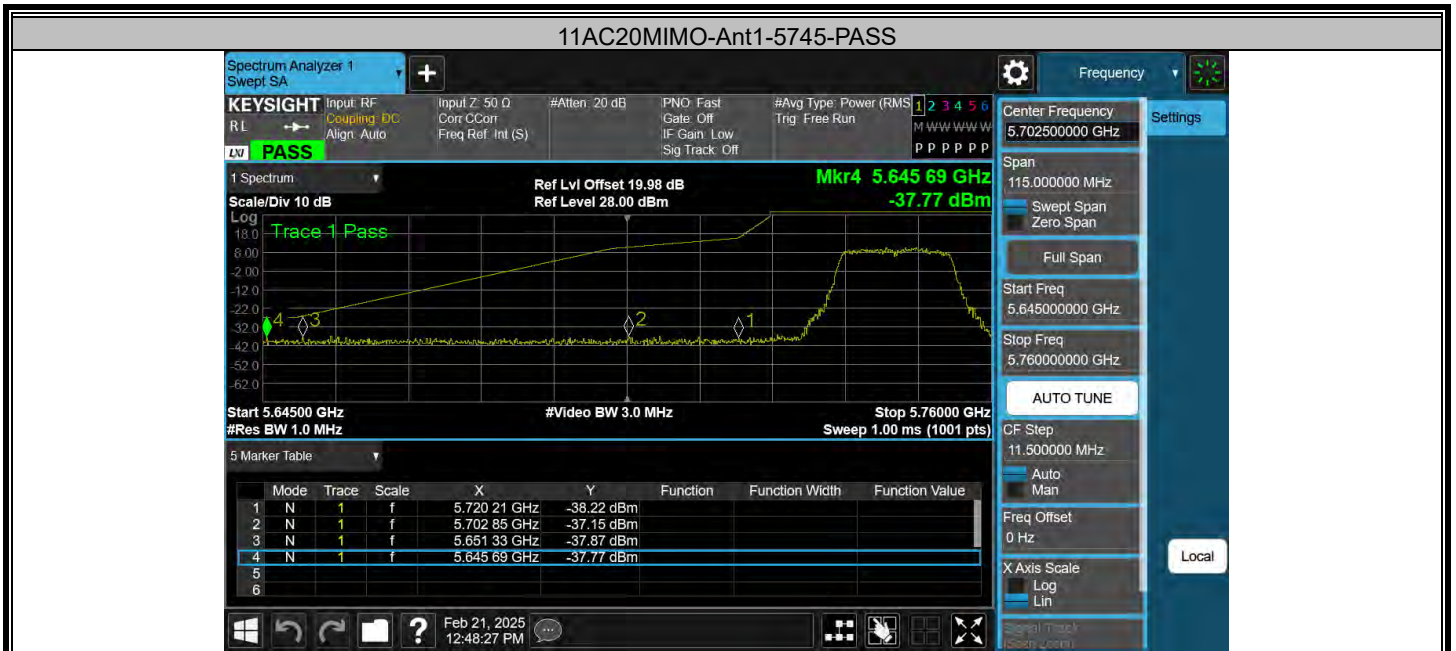 11AC20MIMO-Ant1-5745-PASS
Spectrum Analyzer 1
Swept SA
Frequency
KEYSIGHT
RL
LXI PASS
Input: RF
Coupling: DC
Align: Auto
Input Z: 50 Ω
Corr CCorr
Freq Ref: Int (S)
#Atten: 20 dB
PNO: Fast
Gate: Off
IF Gain: Low
Sig Track: Off
#Avg Type: Power (RMS
Trig: Free Run
1 2 3 4 5 6
M W W W W W
P P P P P P
1 Spectrum
Scale/Div 10 dB
Ref Lvl Offset 19.98 dB
Ref Level 28.00 dBm
Mkr4 5.645 69 GHz
-37.77 dBm
Log
Trace 1 Pass
18.0
8.00
-2.00
-12.0
-22.0
-32.0
-42.0
-52.0
-62.0
4 3 2 1
Start 5.64500 GHz
#Video BW 3.0 MHz
Stop 5.76000 GHz
#Res BW 1.0 MHz
Sweep 1.00 ms (1001 pts)
5 Marker Table
Mode Trace Scale X Y Function Function Width Function Value
1 N 1 f 5.720 21 GHz -38.22 dBm
2 N 1 f 5.702 85 GHz -37.15 dBm
3 N 1 f 5.651 33 GHz -37.87 dBm
4 N 1 f 5.645 69 GHz -37.77 dBm
5
6
Feb 21, 2025
12:48:27 PM
Center Frequency
5.702500000 GHz
Settings
Span
115.000000 MHz
Swept Span
Zero Span
Full Span
Start Freq
5.645000000 GHz
Stop Freq
5.760000000 GHz
AUTO TUNE
CF Step
11.500000 MHz
Auto
Man
Freq Offset
0 Hz
X Axis Scale
Log
Lin
Local
Signal Track
(Span Zoom)